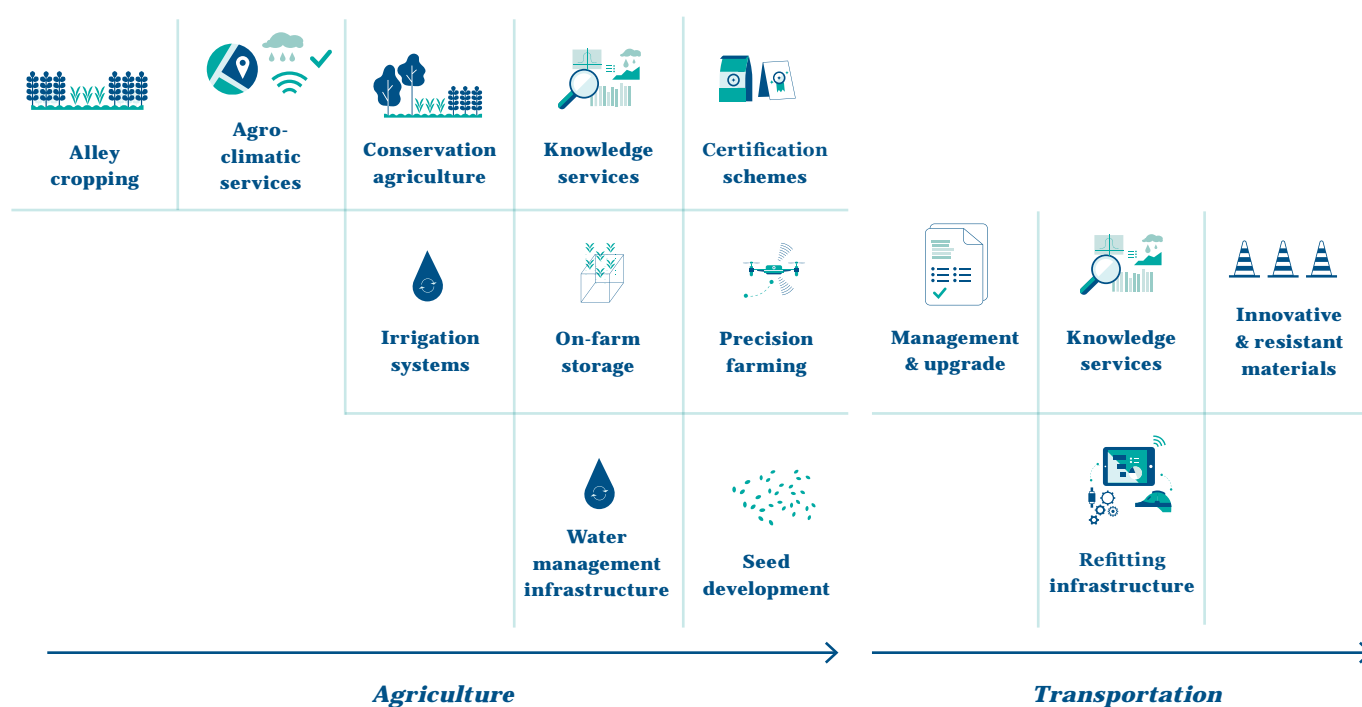 Alley
cropping
Agro-
climatic
services
Conservation
agriculture
Knowledge
services
Certification
schemes
Irrigation
systems
On-farm
storage
Precision
farming
Water
management
infrastructure
Seed
development
Agriculture
Management
& upgrade
Knowledge
services
Innovative
& resistant
materials
Refitting
infrastructure
Transportation